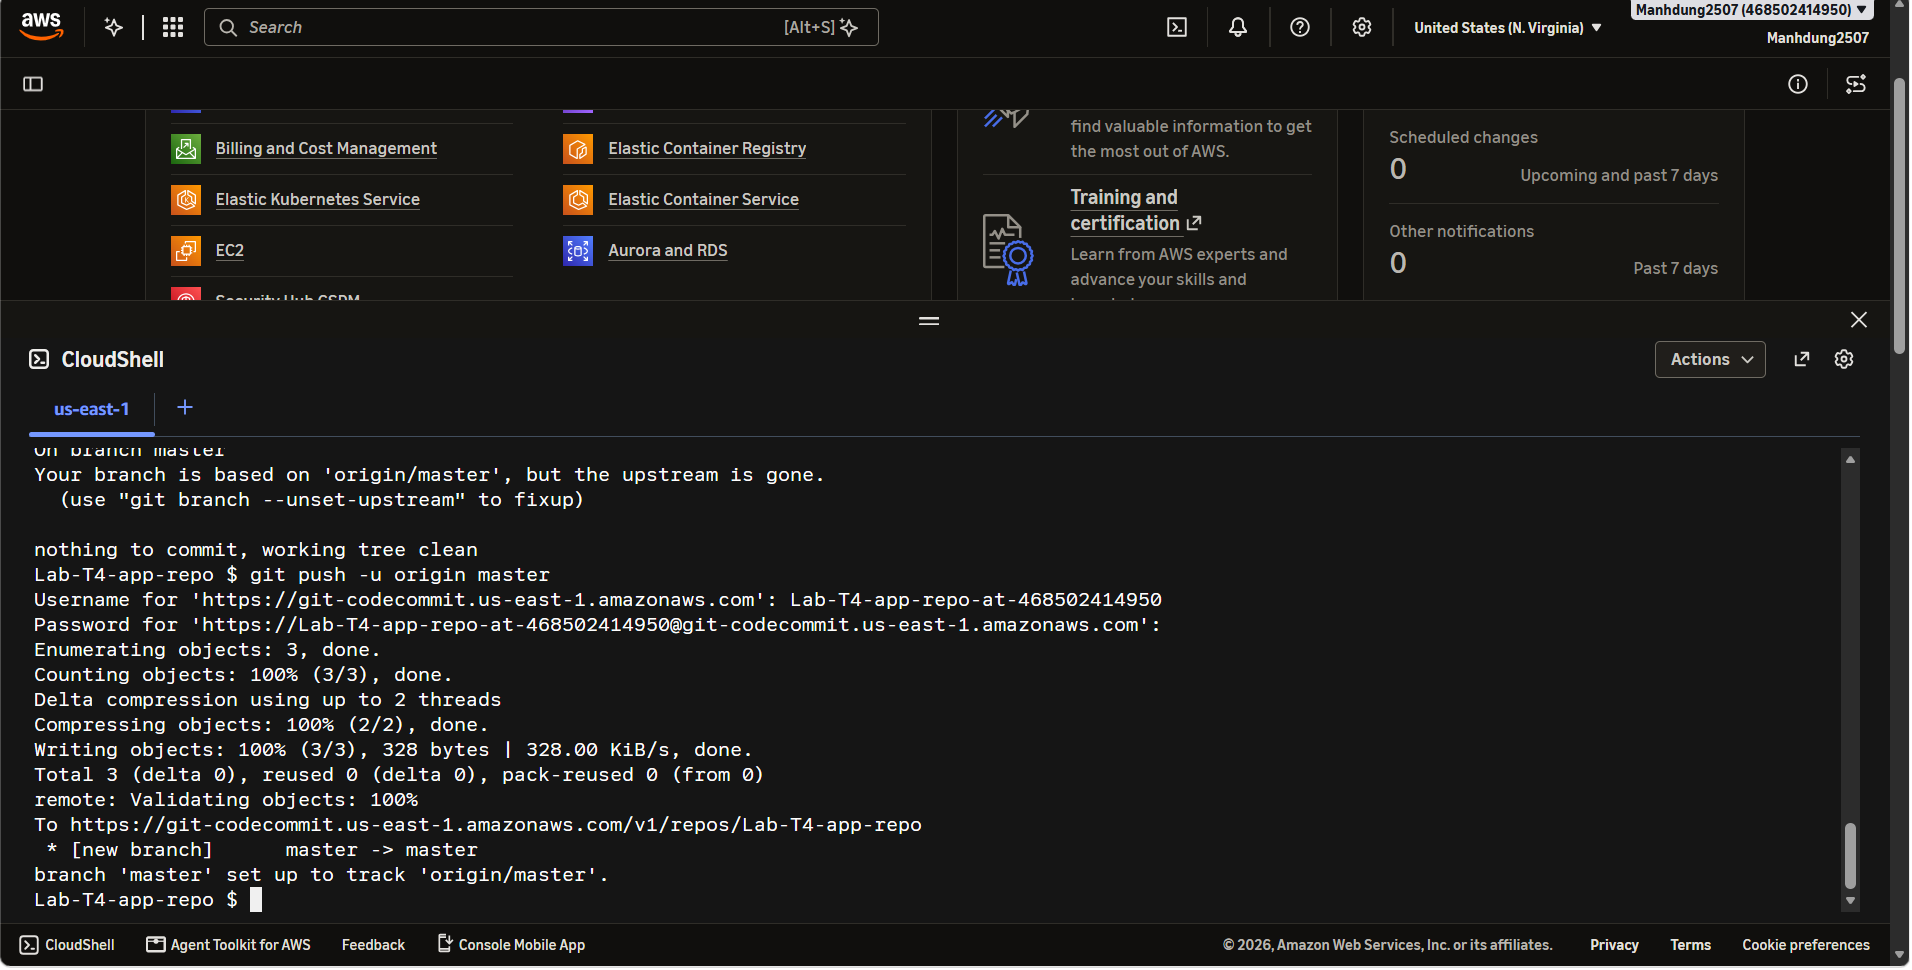 aws
Search
[Alt+S]
United States (N. Virginia)
Manhdung2507 (468502414950)
Manhdung2507
Billing and Cost Management
Elastic Container Registry
Elastic Kubernetes Service
Elastic Container Service
EC2
Aurora and RDS
Security Hub CSPM
find valuable information to get
the most out of AWS.
Training and
certification
Learn from AWS experts and
advance your skills and
Scheduled changes
0
Upcoming and past 7 days
Other notifications
0
Past 7 days
CloudShell
Actions
us-east-1
On branch master
Your branch is based on 'origin/master', but the upstream is gone.
(use "git branch --unset-upstream" to fixup)
nothing to commit, working tree clean
Lab-T4-app-repo $ git push -u origin master
Username for 'https://git-codecommit.us-east-1.amazonaws.com': Lab-T4-app-repo-at-468502414950
Password for 'https://Lab-T4-app-repo-at-468502414950@git-codecommit.us-east-1.amazonaws.com':
Enumerating objects: 3, done.
Counting objects: 100% (3/3), done.
Delta compression using up to 2 threads
Compressing objects: 100% (2/2), done.
Writing objects: 100% (3/3), 328 bytes | 328.00 KiB/s, done.
Total 3 (delta 0), reused 0 (delta 0), pack-reused 0 (from 0)
remote: Validating objects: 100%
To https://git-codecommit.us-east-1.amazonaws.com/v1/repos/Lab-T4-app-repo
* [new branch]      master -> master
branch 'master' set up to track 'origin/master'.
Lab-T4-app-repo $
CloudShell
Agent Toolkit for AWS
Feedback
Console Mobile App
© 2026, Amazon Web Services, Inc. or its affiliates.
Privacy
Terms
Cookie preferences